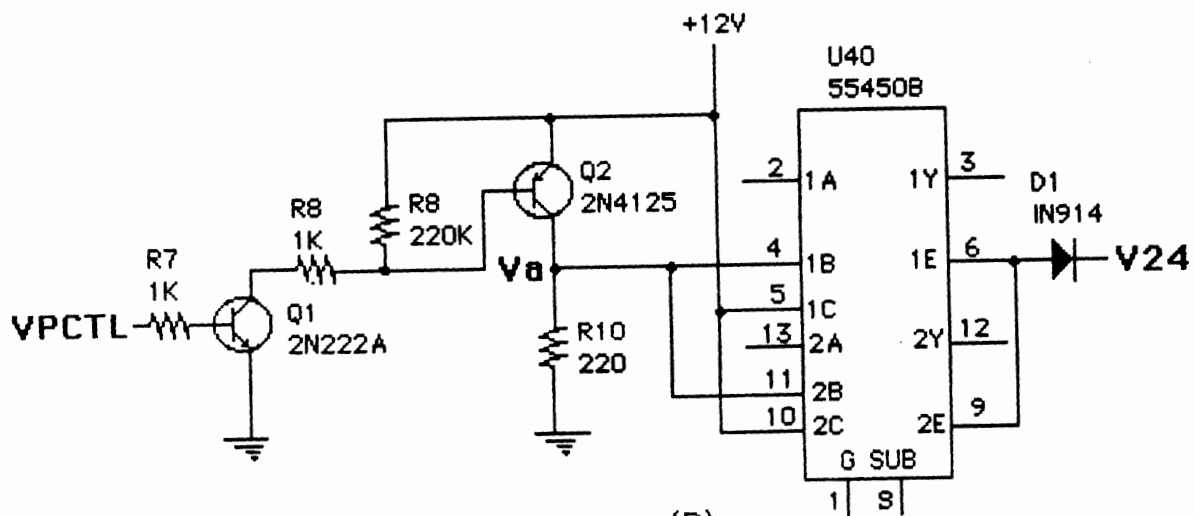 +12V
U40
55450B
2
1A
1Y
3
D1
IN914
Q2
2N4125
R8
1K
R8
220K
R7
1K
4
1B
1E
6
V24
Va
5
1C
VPCTL
Q1
2N222A
R10
220
13
2A
2Y
12
11
2B
10
2C
2E
9
G SUB
1
8